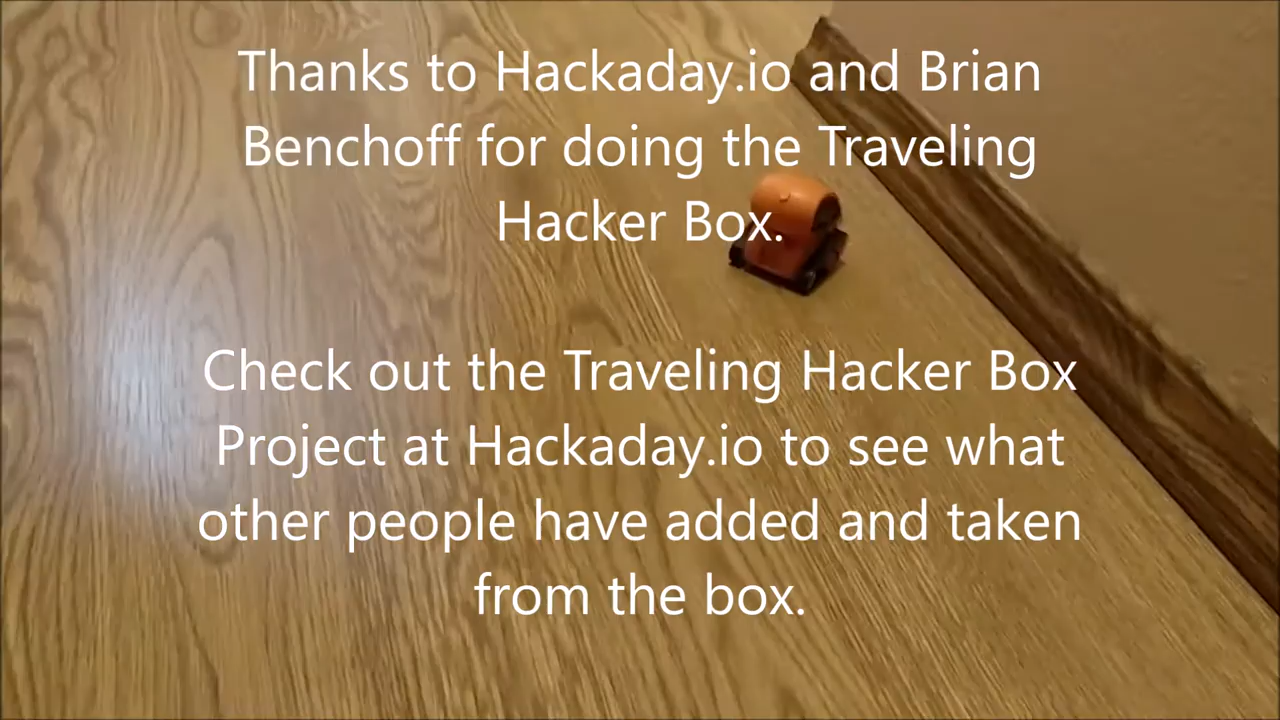 Thanks to Hackaday.io and Brian
Benchoff for doing the Traveling
Hacker Box.
Check out the Traveling Hacker Box
Project at Hackaday.io to see what
other people have added and taken
from the box.